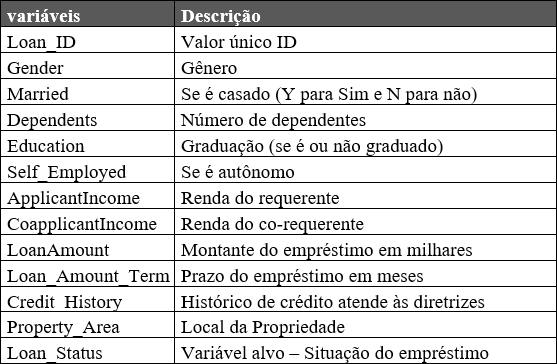 variáveis Descrição
Loan_ID Valor único ID
Gender Gênero
Married Se é casado (Y para Sim e N para não)
Dependents Número de dependentes
Education Graduação (se é ou não graduado)
Self_Employed Se é autônomo
ApplicantIncome Renda do requerente
CoapplicantIncome Renda do co-requerente
LoanAmount Montante do empréstimo em milhares
Loan_Amount_Term Prazo do empréstimo em meses
Credit_History Histórico de crédito atende às diretrizes
Property_Area Local da Propriedade
Loan_Status Variável alvo – Situação do empréstimo